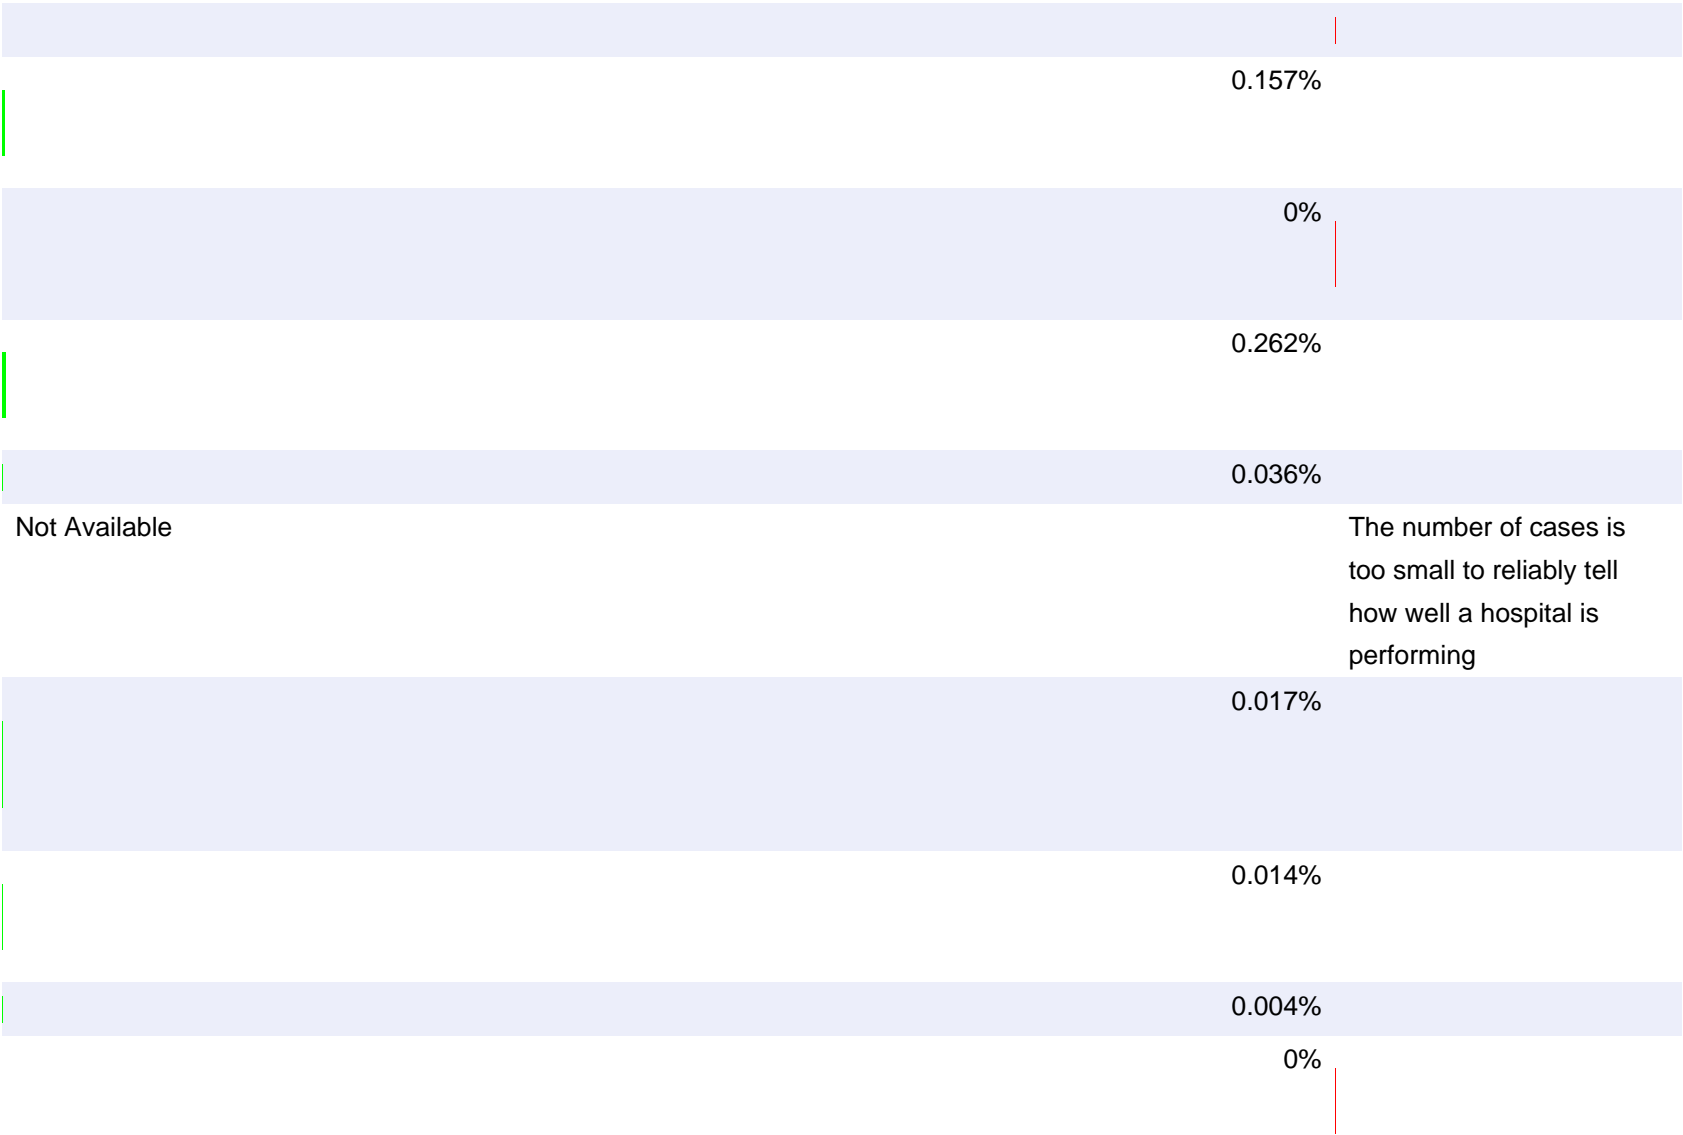 0.157%
0%
0.262%
0.036%
Not Available
The number of cases is
too small to reliably tell
how well a hospital is
performing
0.017%
0.014%
0.004%
0%